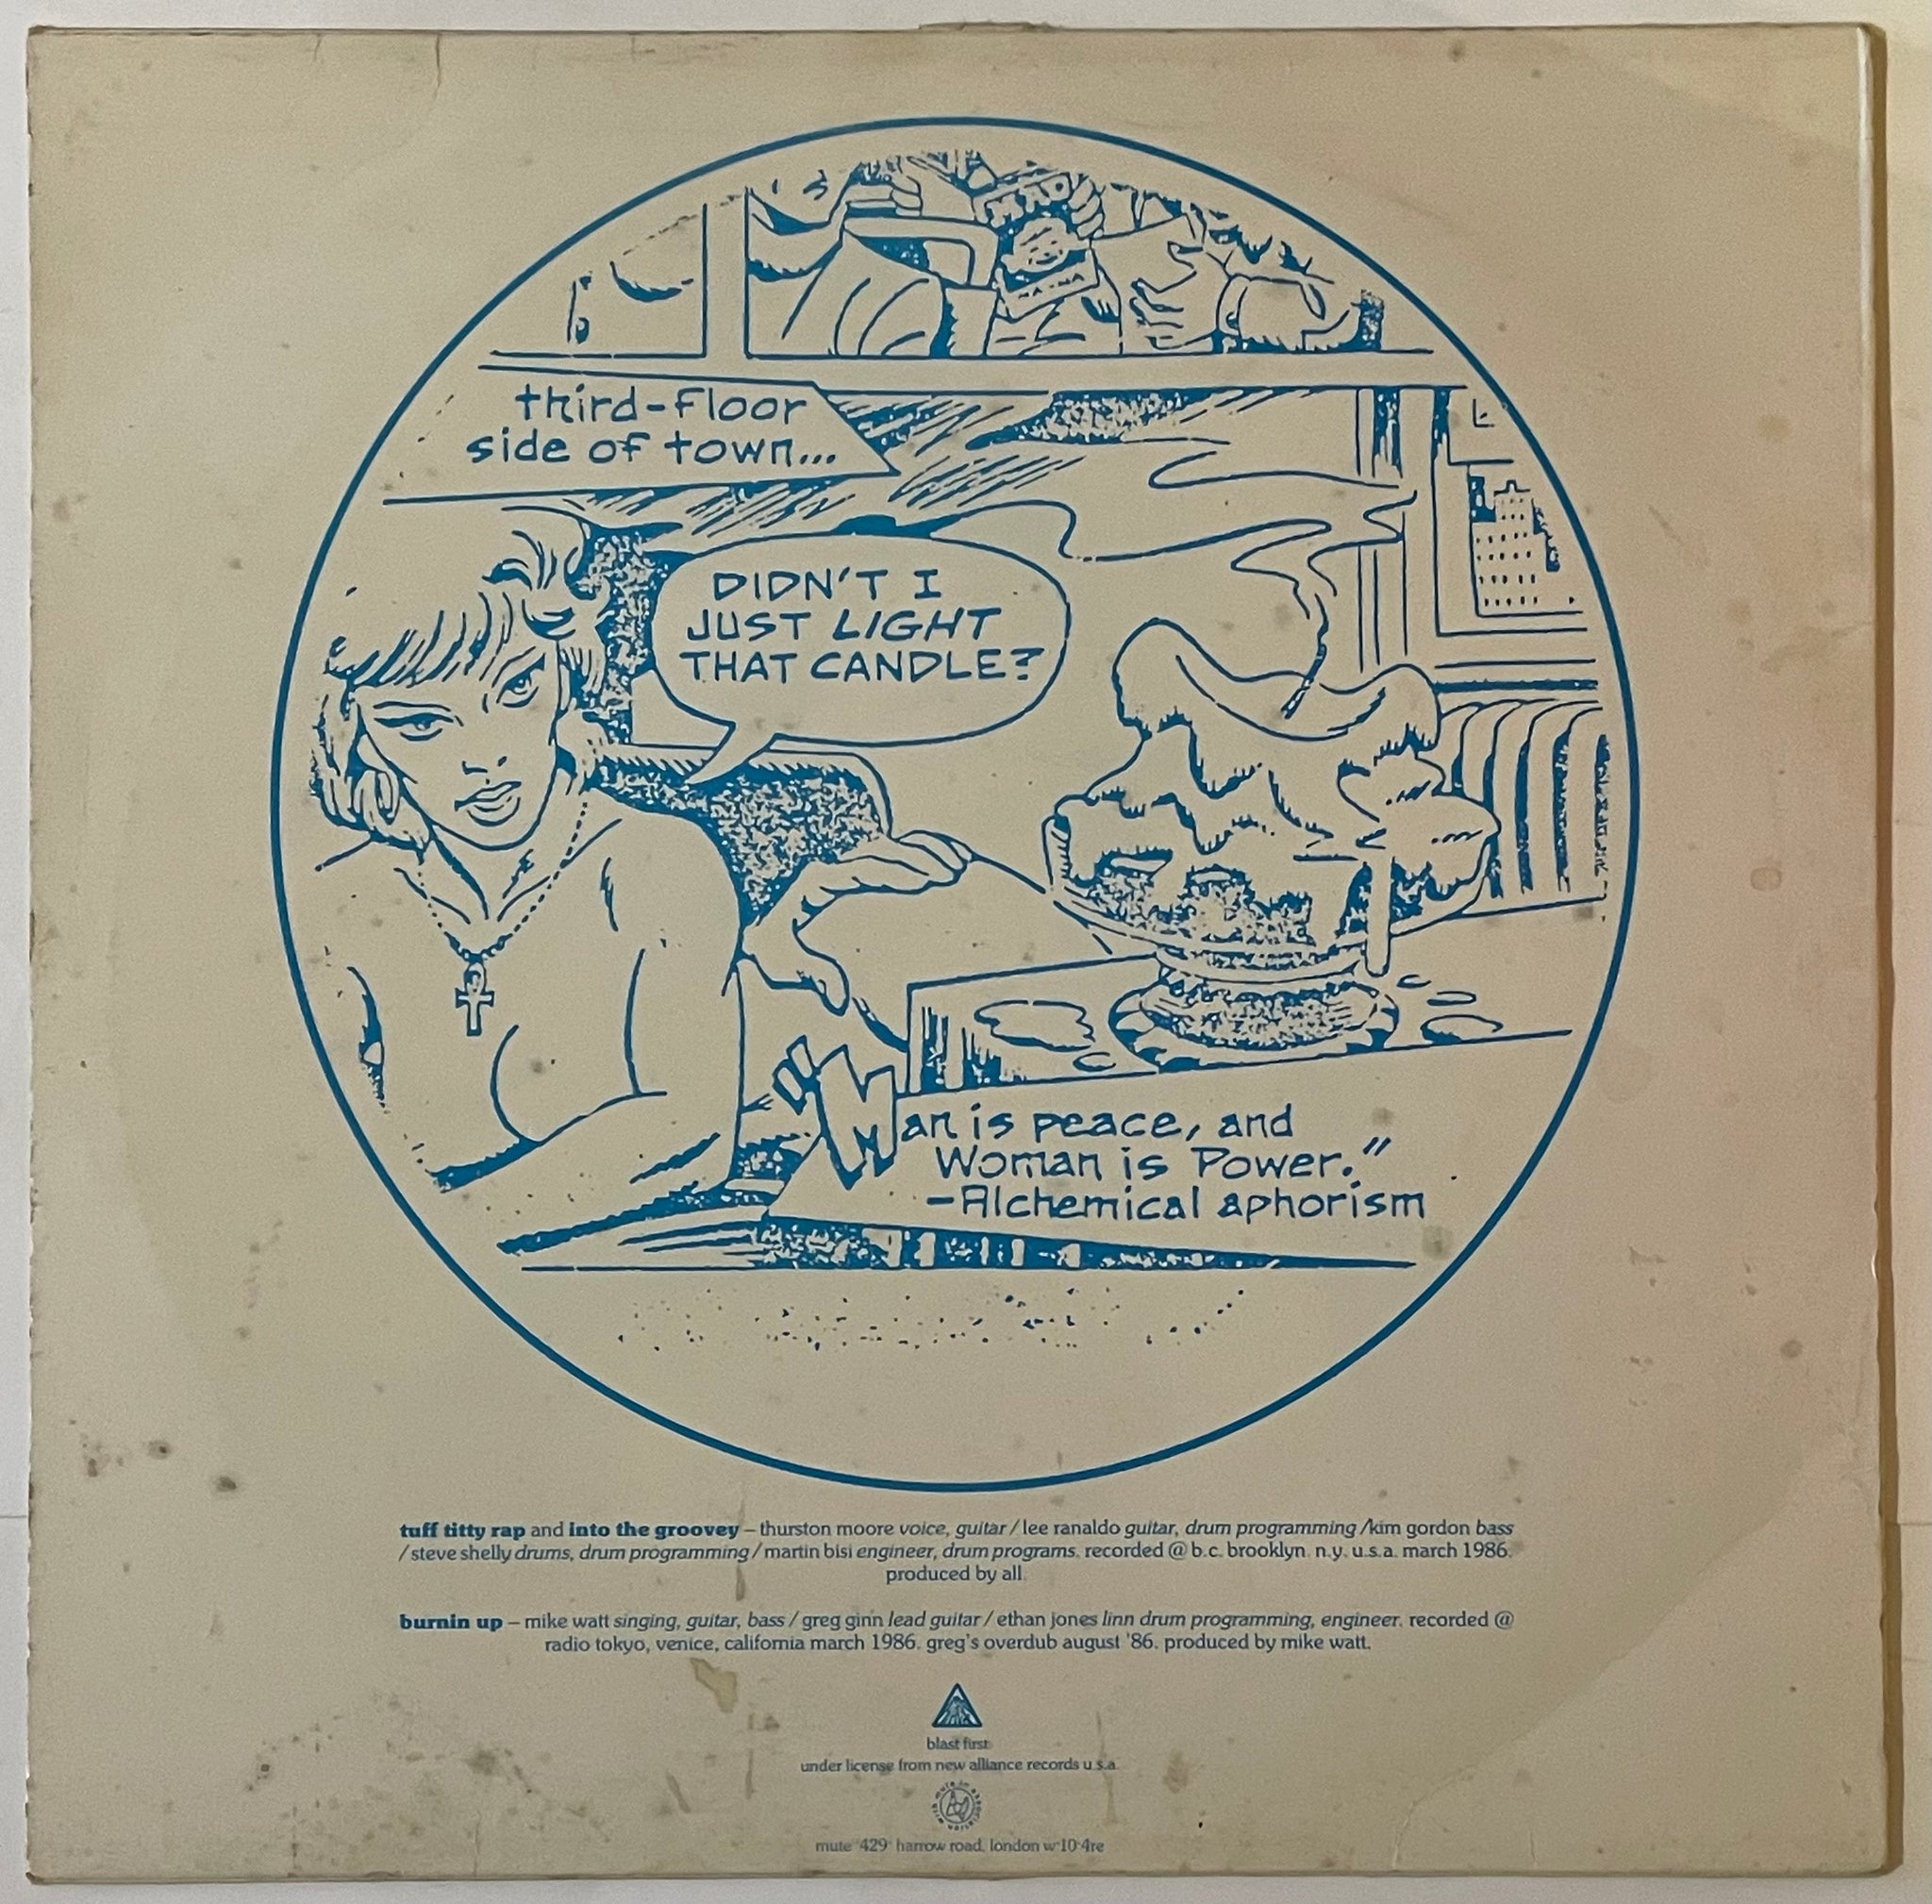 MAD
third-floor
side of town...
DIDN'T I
JUST LIGHT
THAT CANDLE?
"Man is peace, and
Woman is Power."
-Alchemical aphorism
tuff titty rap and into the groovey – thurston moore voice, guitar / lee ranaldo guitar, drum programming /kim gordon bass
/ steve shelly drums, drum programming / martin bisi engineer, drum programs. recorded @ b.c. brooklyn. n.y. u.s.a. march 1986.
produced by all.
burnin up – mike watt singing, guitar, bass / greg ginn lead guitar / ethan jones linn drum programming, engineer. recorded @
radio tokyo, venice, california march 1986. greg's overdub august '86. produced by mike watt.
blast first
under license from new alliance records u.s.a.
mute in association with
mute 429 harrow road, london w10 4re